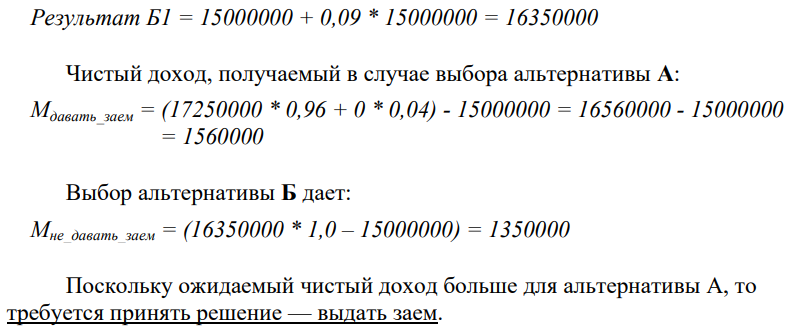 Результат Б1 = 15000000 + 0,09 * 15000000 = 16350000
Чистый доход, получаемый в случае выбора альтернативы А:
Мдавать_заем = (17250000 * 0,96 + 0 * 0,04) - 15000000 = 16560000 - 15000000
= 1560000
Выбор альтернативы Б дает:
Мне_давать_заем = (16350000 * 1,0 – 15000000) = 1350000
Поскольку ожидаемый чистый доход больше для альтернативы А, то
требуется принять решение — выдать заем.